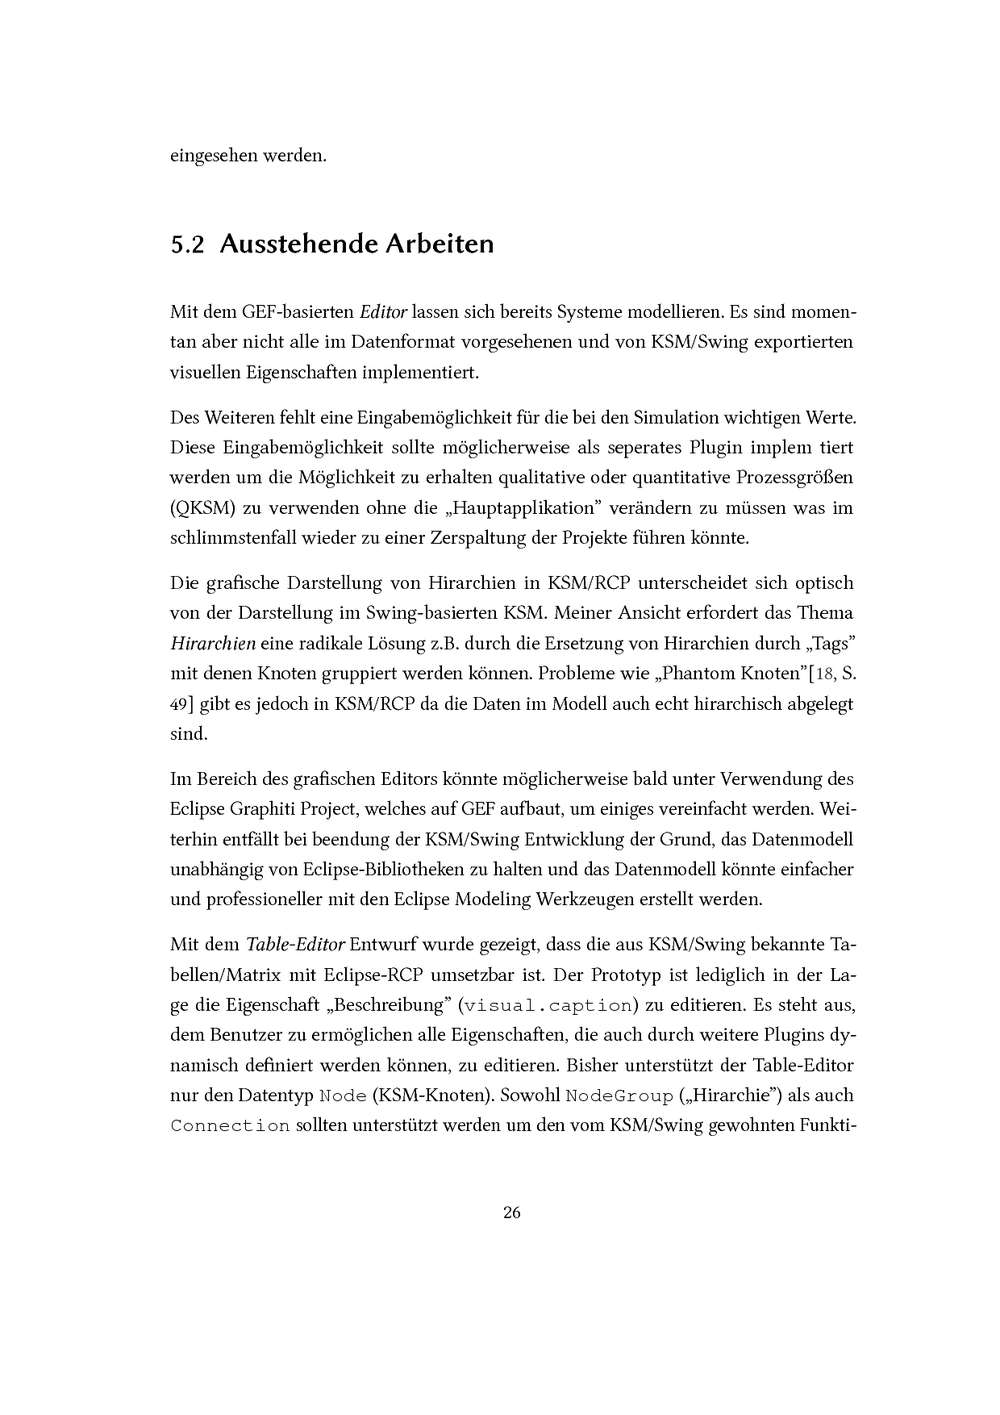 eingesehen werden.
5.2 Ausstehende Arbeiten
Mit dem GEF-basierten Editor lassen sich bereits Systeme modellieren. Es sind momen-
tan aber nicht alle im Datenformat vorgesehenen und von KSM/Swing exportierten
visuellen Eigenschaften implementiert.
Des Weiteren fehlt eine Eingabemöglichkeit für die bei den Simulation wichtigen Werte.
Diese Eingabemöglichkeit sollte möglicherweise als seperates Plugin implem tiert
werden um die Möglichkeit zu erhalten qualitative oder quantitative Prozessgrößen
(QKSM) zu verwenden ohne die „Hauptapplikation” verändern zu müssen was im
schlimmstenfall wieder zu einer Zerspaltung der Projekte führen könnte.
Die grafische Darstellung von Hirarchien in KSM/RCP unterscheidet sich optisch
von der Darstellung im Swing-basierten KSM. Meiner Ansicht erfordert das Thema
Hirarchien eine radikale Lösung z.B. durch die Ersetzung von Hirarchien durch „Tags”
mit denen Knoten gruppiert werden können. Probleme wie „Phantom Knoten”[18, S.
49] gibt es jedoch in KSM/RCP da die Daten im Modell auch echt hirarchisch abgelegt
sind.
Im Bereich des grafischen Editors könnte möglicherweise bald unter Verwendung des
Eclipse Graphiti Project, welches auf GEF aufbaut, um einiges vereinfacht werden. Wei-
terhin entfällt bei beendung der KSM/Swing Entwicklung der Grund, das Datenmodell
unabhängig von Eclipse-Bibliotheken zu halten und das Datenmodell könnte einfacher
und professioneller mit den Eclipse Modeling Werkzeugen erstellt werden.
Mit dem Table-Editor Entwurf wurde gezeigt, dass die aus KSM/Swing bekannte Ta-
bellen/Matrix mit Eclipse-RCP umsetzbar ist. Der Prototyp ist lediglich in der La-
ge die Eigenschaft „Beschreibung” (visual.caption) zu editieren. Es steht aus,
dem Benutzer zu ermöglichen alle Eigenschaften, die auch durch weitere Plugins dy-
namisch definiert werden können, zu editieren. Bisher unterstützt der Table-Editor
nur den Datentyp Node (KSM-Knoten). Sowohl NodeGroup („Hirarchie”) als auch
Connection sollten unterstützt werden um den vom KSM/Swing gewohnten Funkti-
26